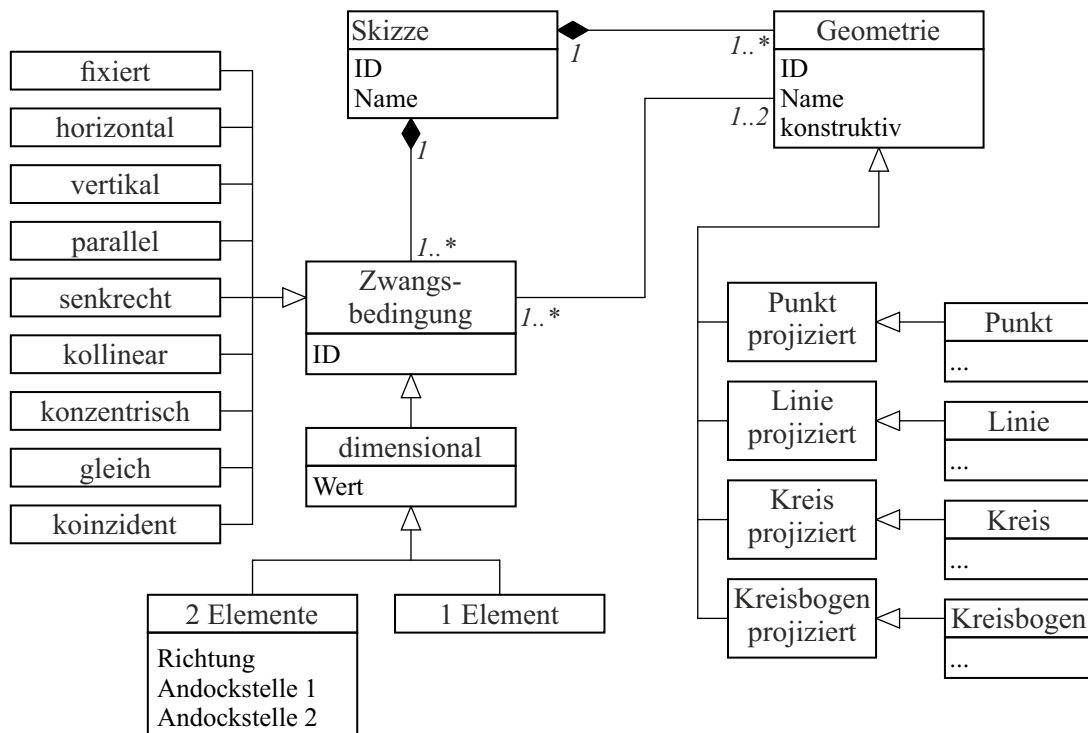 Skizze
1
1..*
Geometrie
ID
Name
ID
Name
konstruktiv
1
1..2
fixiert
horizontal
vertikal
parallel
senkrecht
kollinear
konzentrisch
gleich
koinzident
1..*
Zwangs-
bedingung
1..*
ID
dimensional
Wert
2 Elemente
Richtung
Andockstelle 1
Andockstelle 2
1 Element
Punkt
projiziert
Punkt
...
Linie
projiziert
Linie
...
Kreis
projiziert
Kreis
...
Kreisbogen
projiziert
Kreisbogen
...